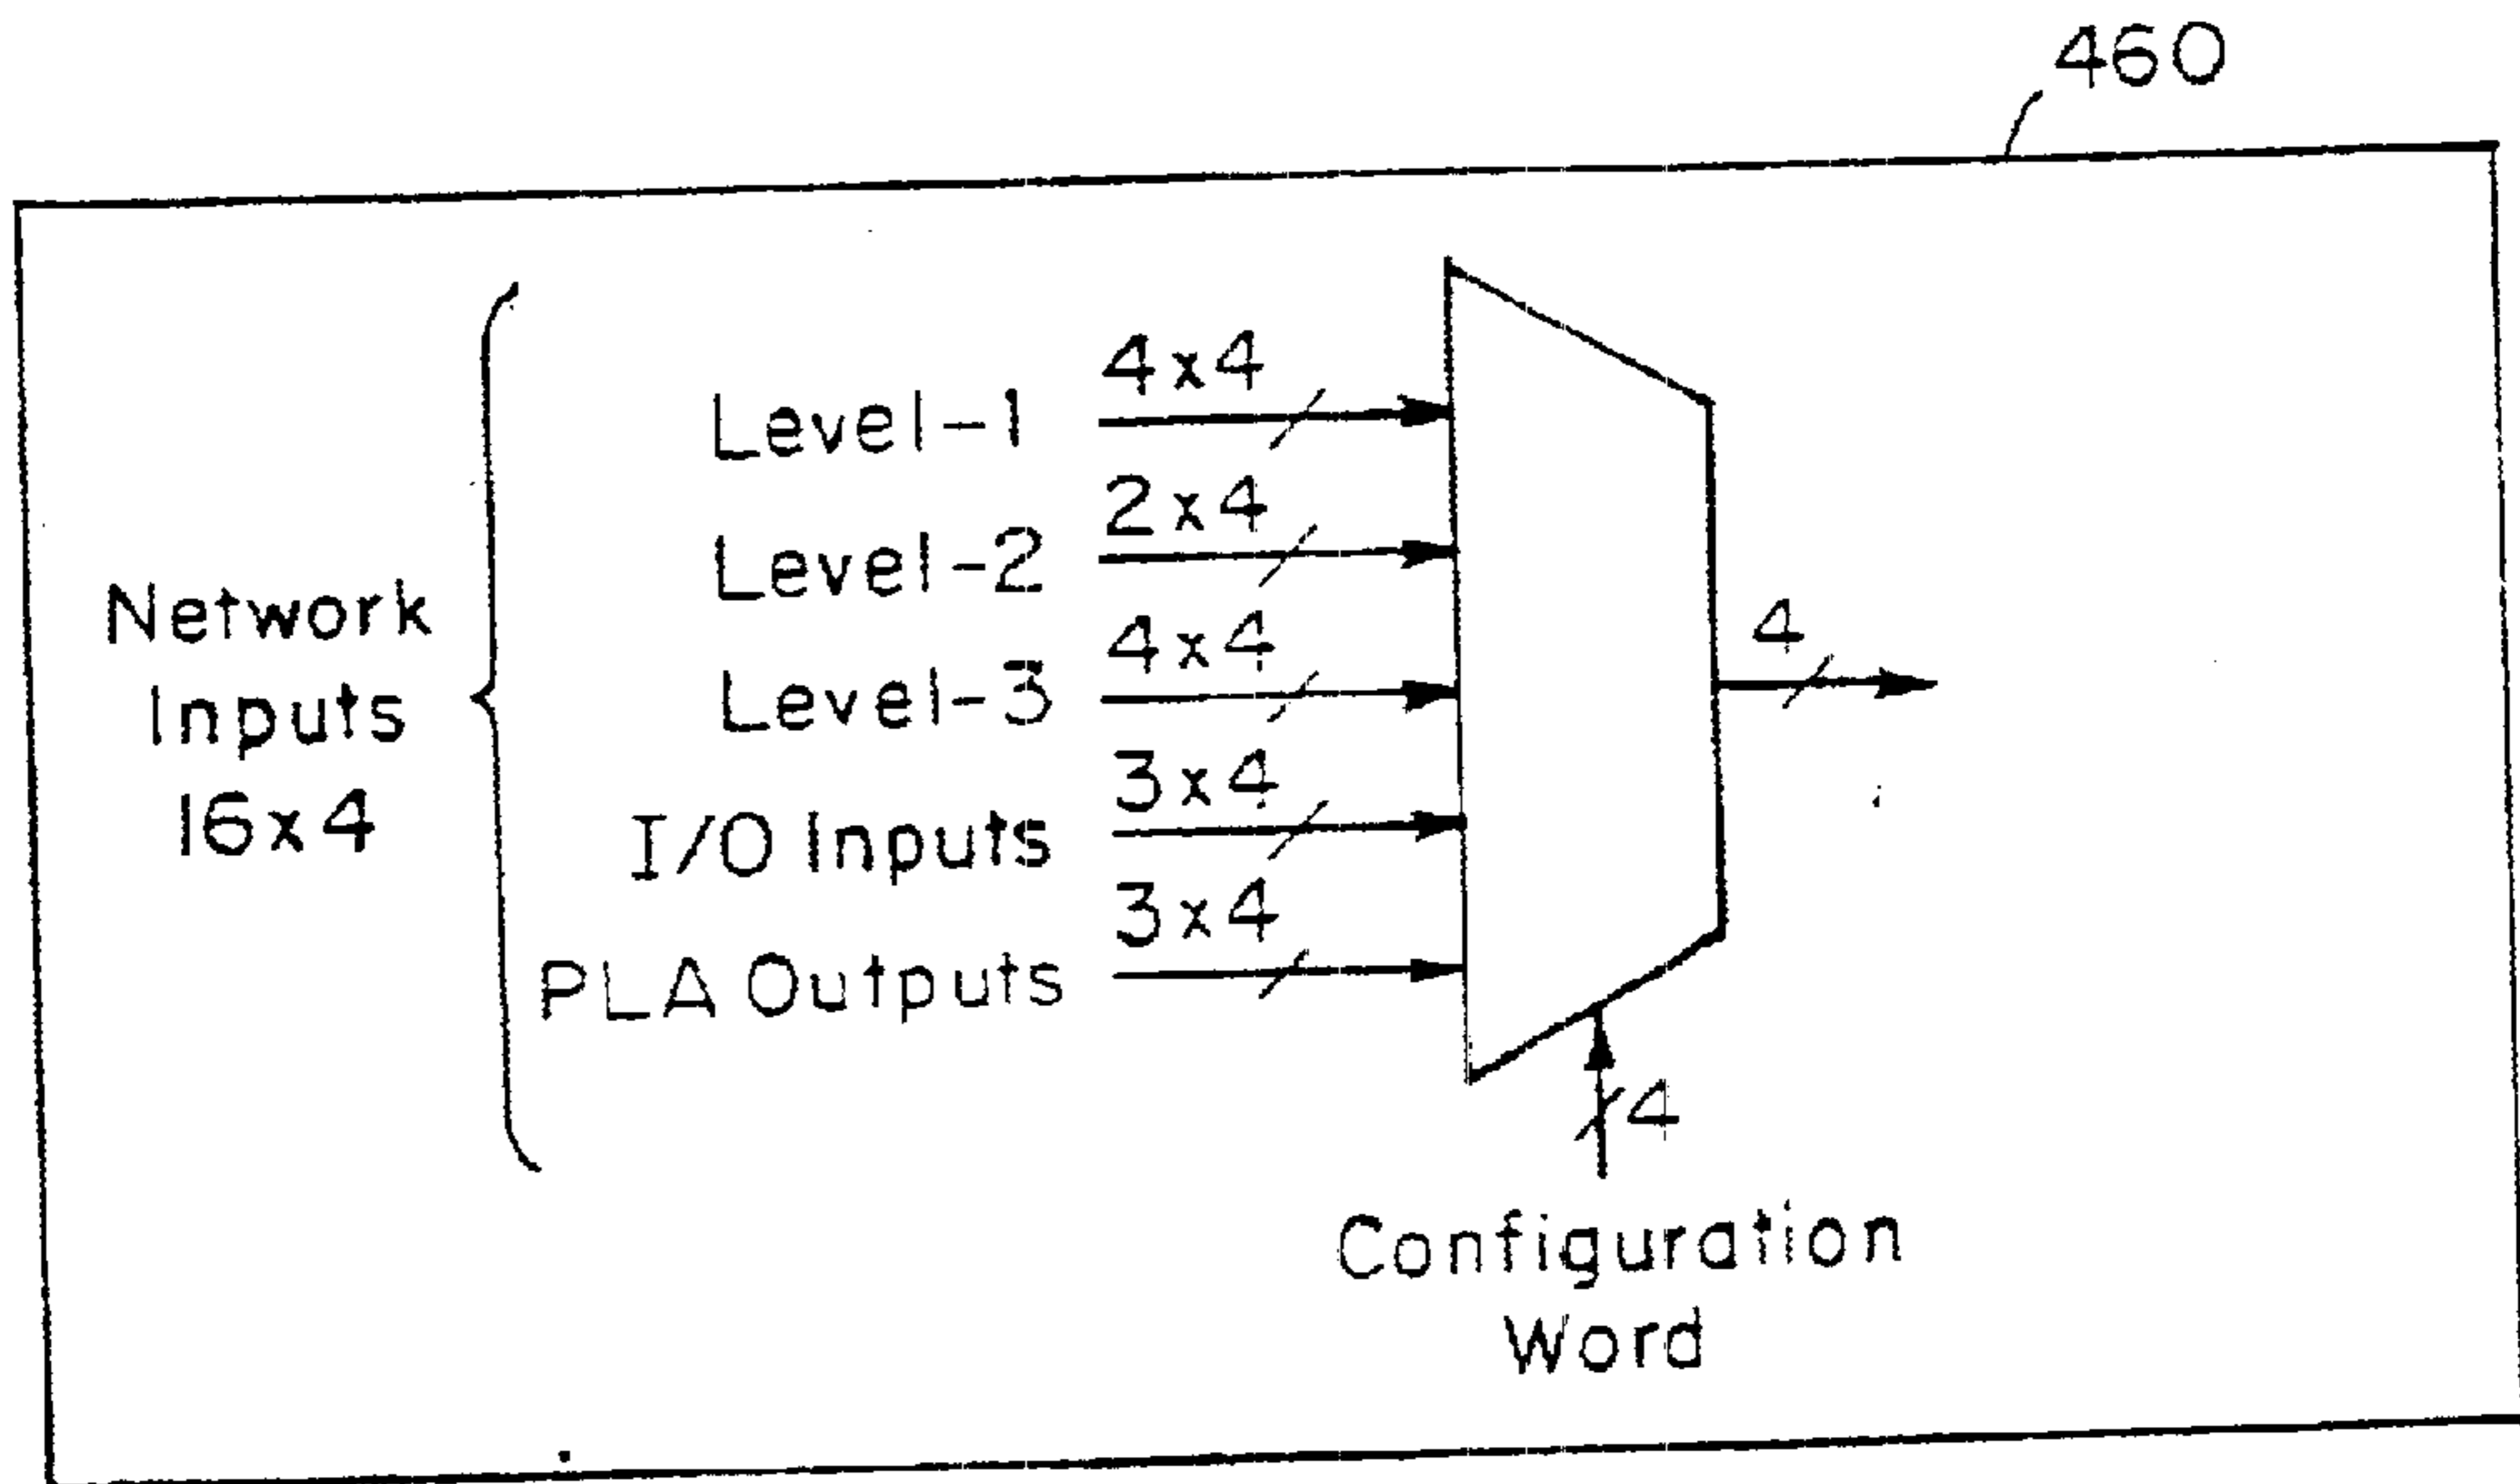 460
4x4
Level-1
2x4
Level-2
4x4
Level-3
3x4
I/O Inputs
3x4
PLA Outputs
Network
Inputs
16x4
4
4
Configuration
Word